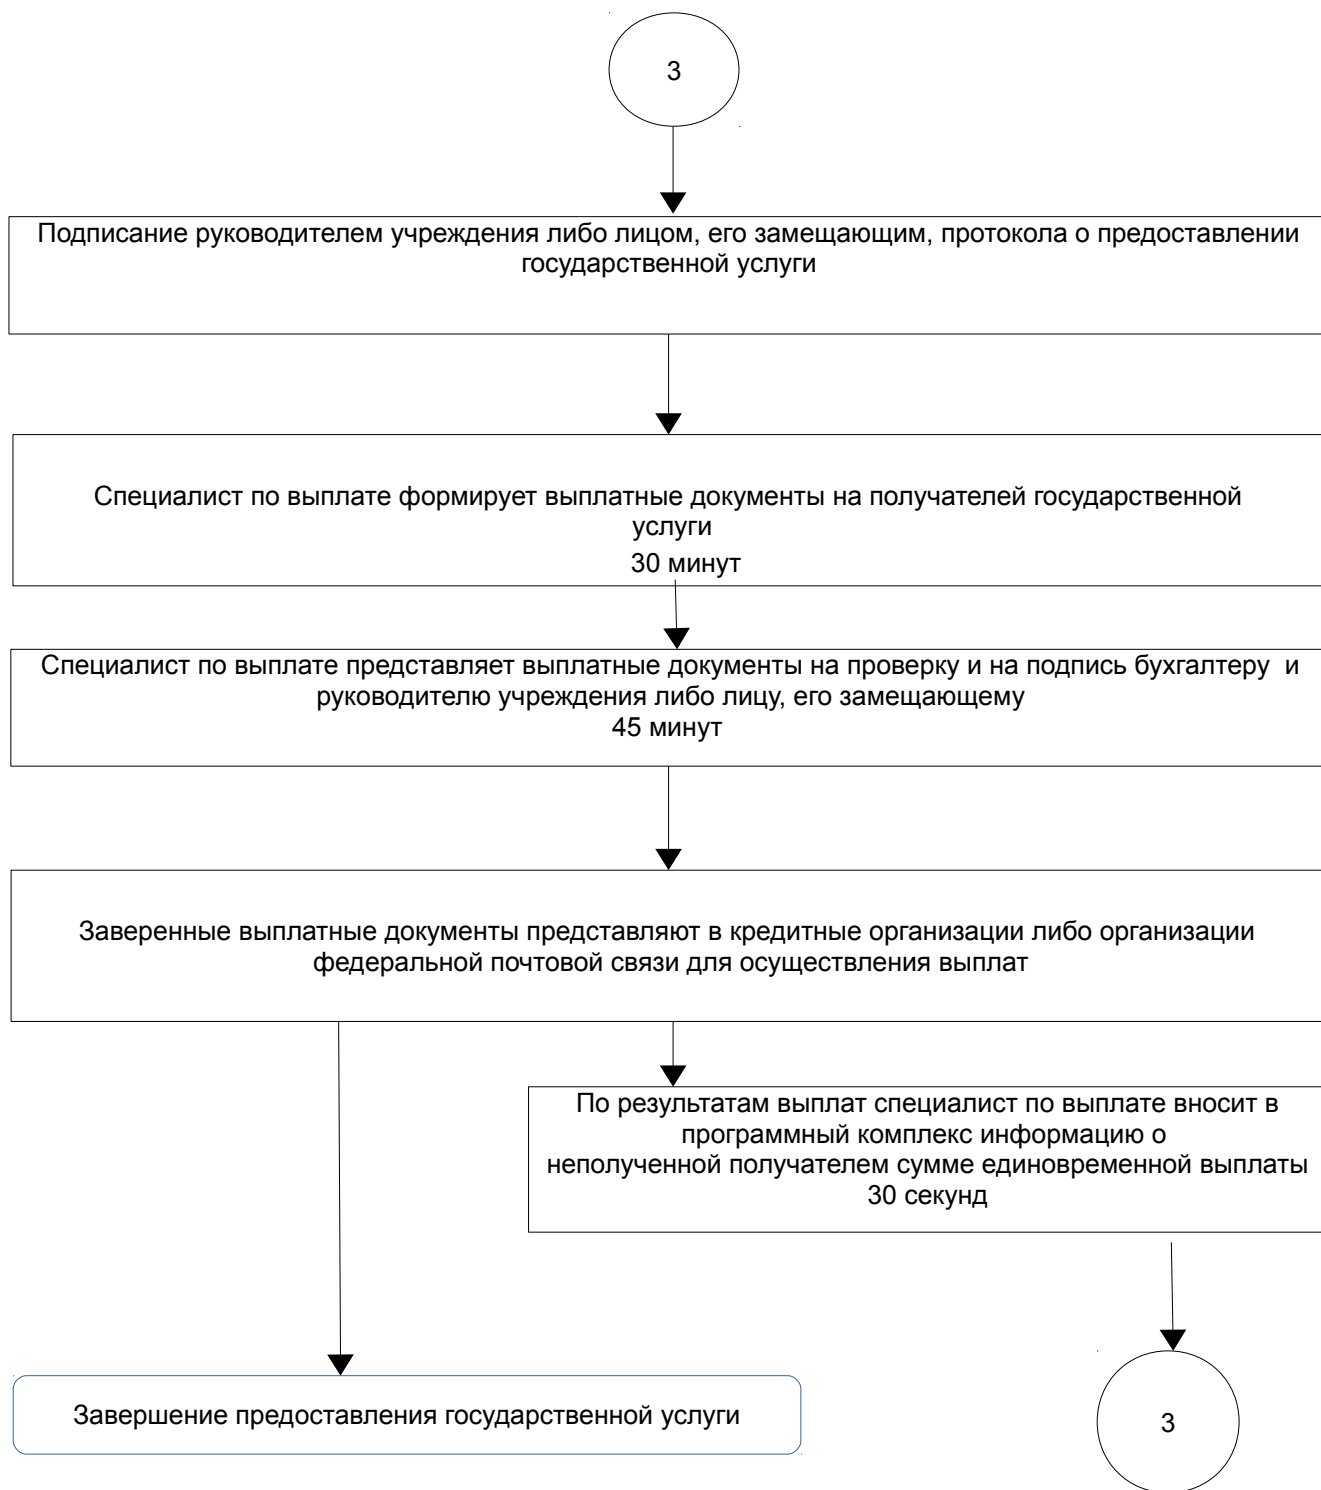 3
Подписание руководителем учреждения либо лицом, его замещающим, протокола о предоставлении
государственной услуги
Специалист по выплате формирует выплатные документы на получателей государственной
услуги
30 минут
Специалист по выплате представляет выплатные документы на проверку и на подпись бухгалтеру и
руководителю учреждения либо лицу, его замещающему
45 минут
Заверенные выплатные документы представляют в кредитные организации либо организации
федеральной почтовой связи для осуществления выплат
По результатам выплат специалист по выплате вносит в
программный комплекс информацию о
неполученной получателем сумме единовременной выплаты
30 секунд
Завершение предоставления государственной услуги
3